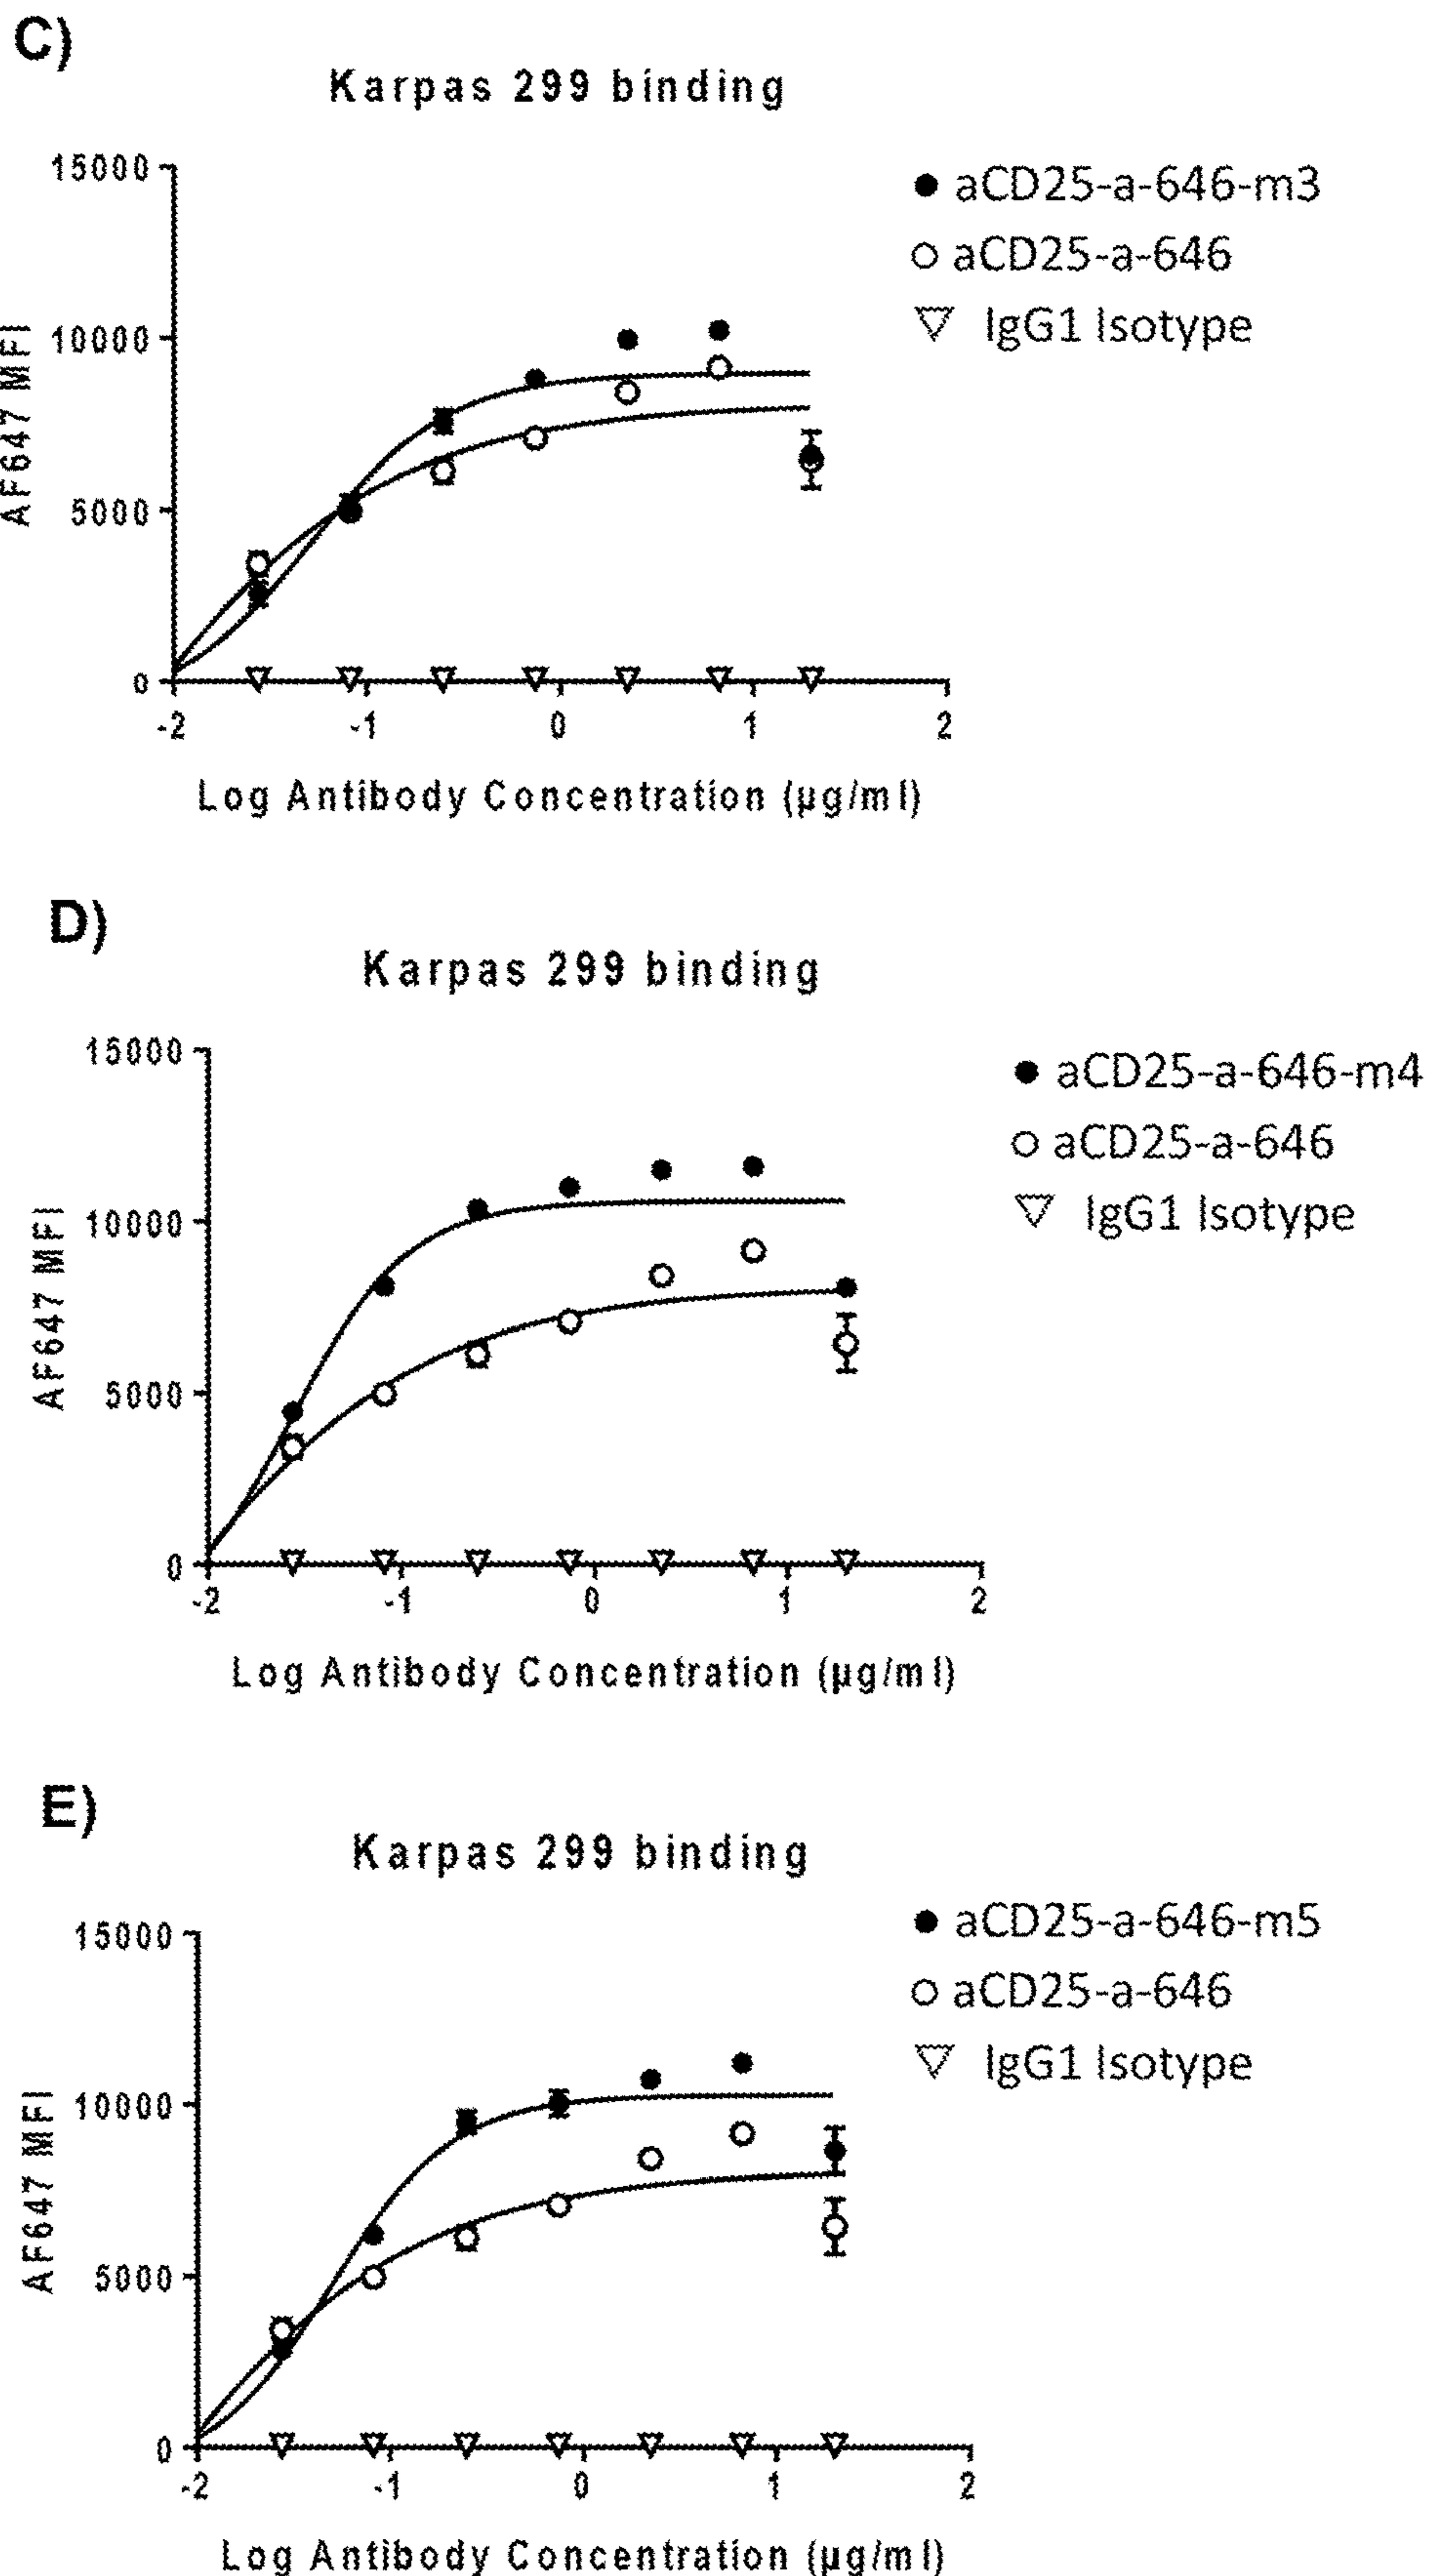 C)
Karpas 299 binding
15000
10000
5000
0
AF647 MFI
-2
-1
0
1
2
Log Antibody Concentration (µg/ml)
aCD25-a-646-m3
aCD25-a-646
IgG1 Isotype
D)
Karpas 299 binding
15000
10000
5000
0
AF647 MFI
-2
-1
0
1
2
Log Antibody Concentration (µg/ml)
aCD25-a-646-m4
aCD25-a-646
IgG1 Isotype
E)
Karpas 299 binding
15000
10000
5000
0
AF647 MFI
-2
-1
0
1
2
Log Antibody Concentration (µg/ml)
aCD25-a-646-m5
aCD25-a-646
IgG1 Isotype